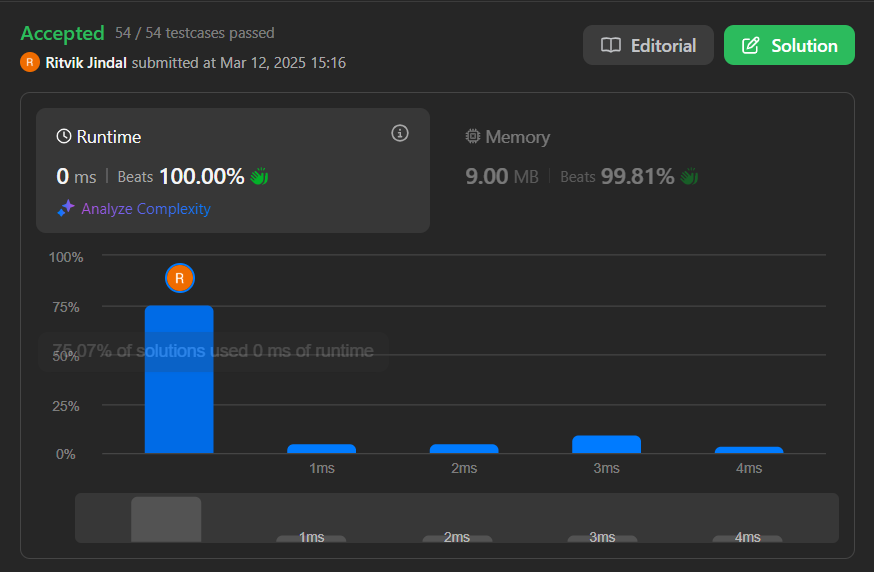 Accepted 54 / 54 testcases passed
Editorial
Solution
R Ritvik Jindal submitted at Mar 12, 2025 15:16
Runtime
Memory
0 ms | Beats 100.00%
9.00 MB | Beats 99.81%
Analyze Complexity
100%
R
75%
75.07% of solutions used 0 ms of runtime
50%
25%
0%
1ms 2ms 3ms 4ms
1ms 2ms 3ms 4ms